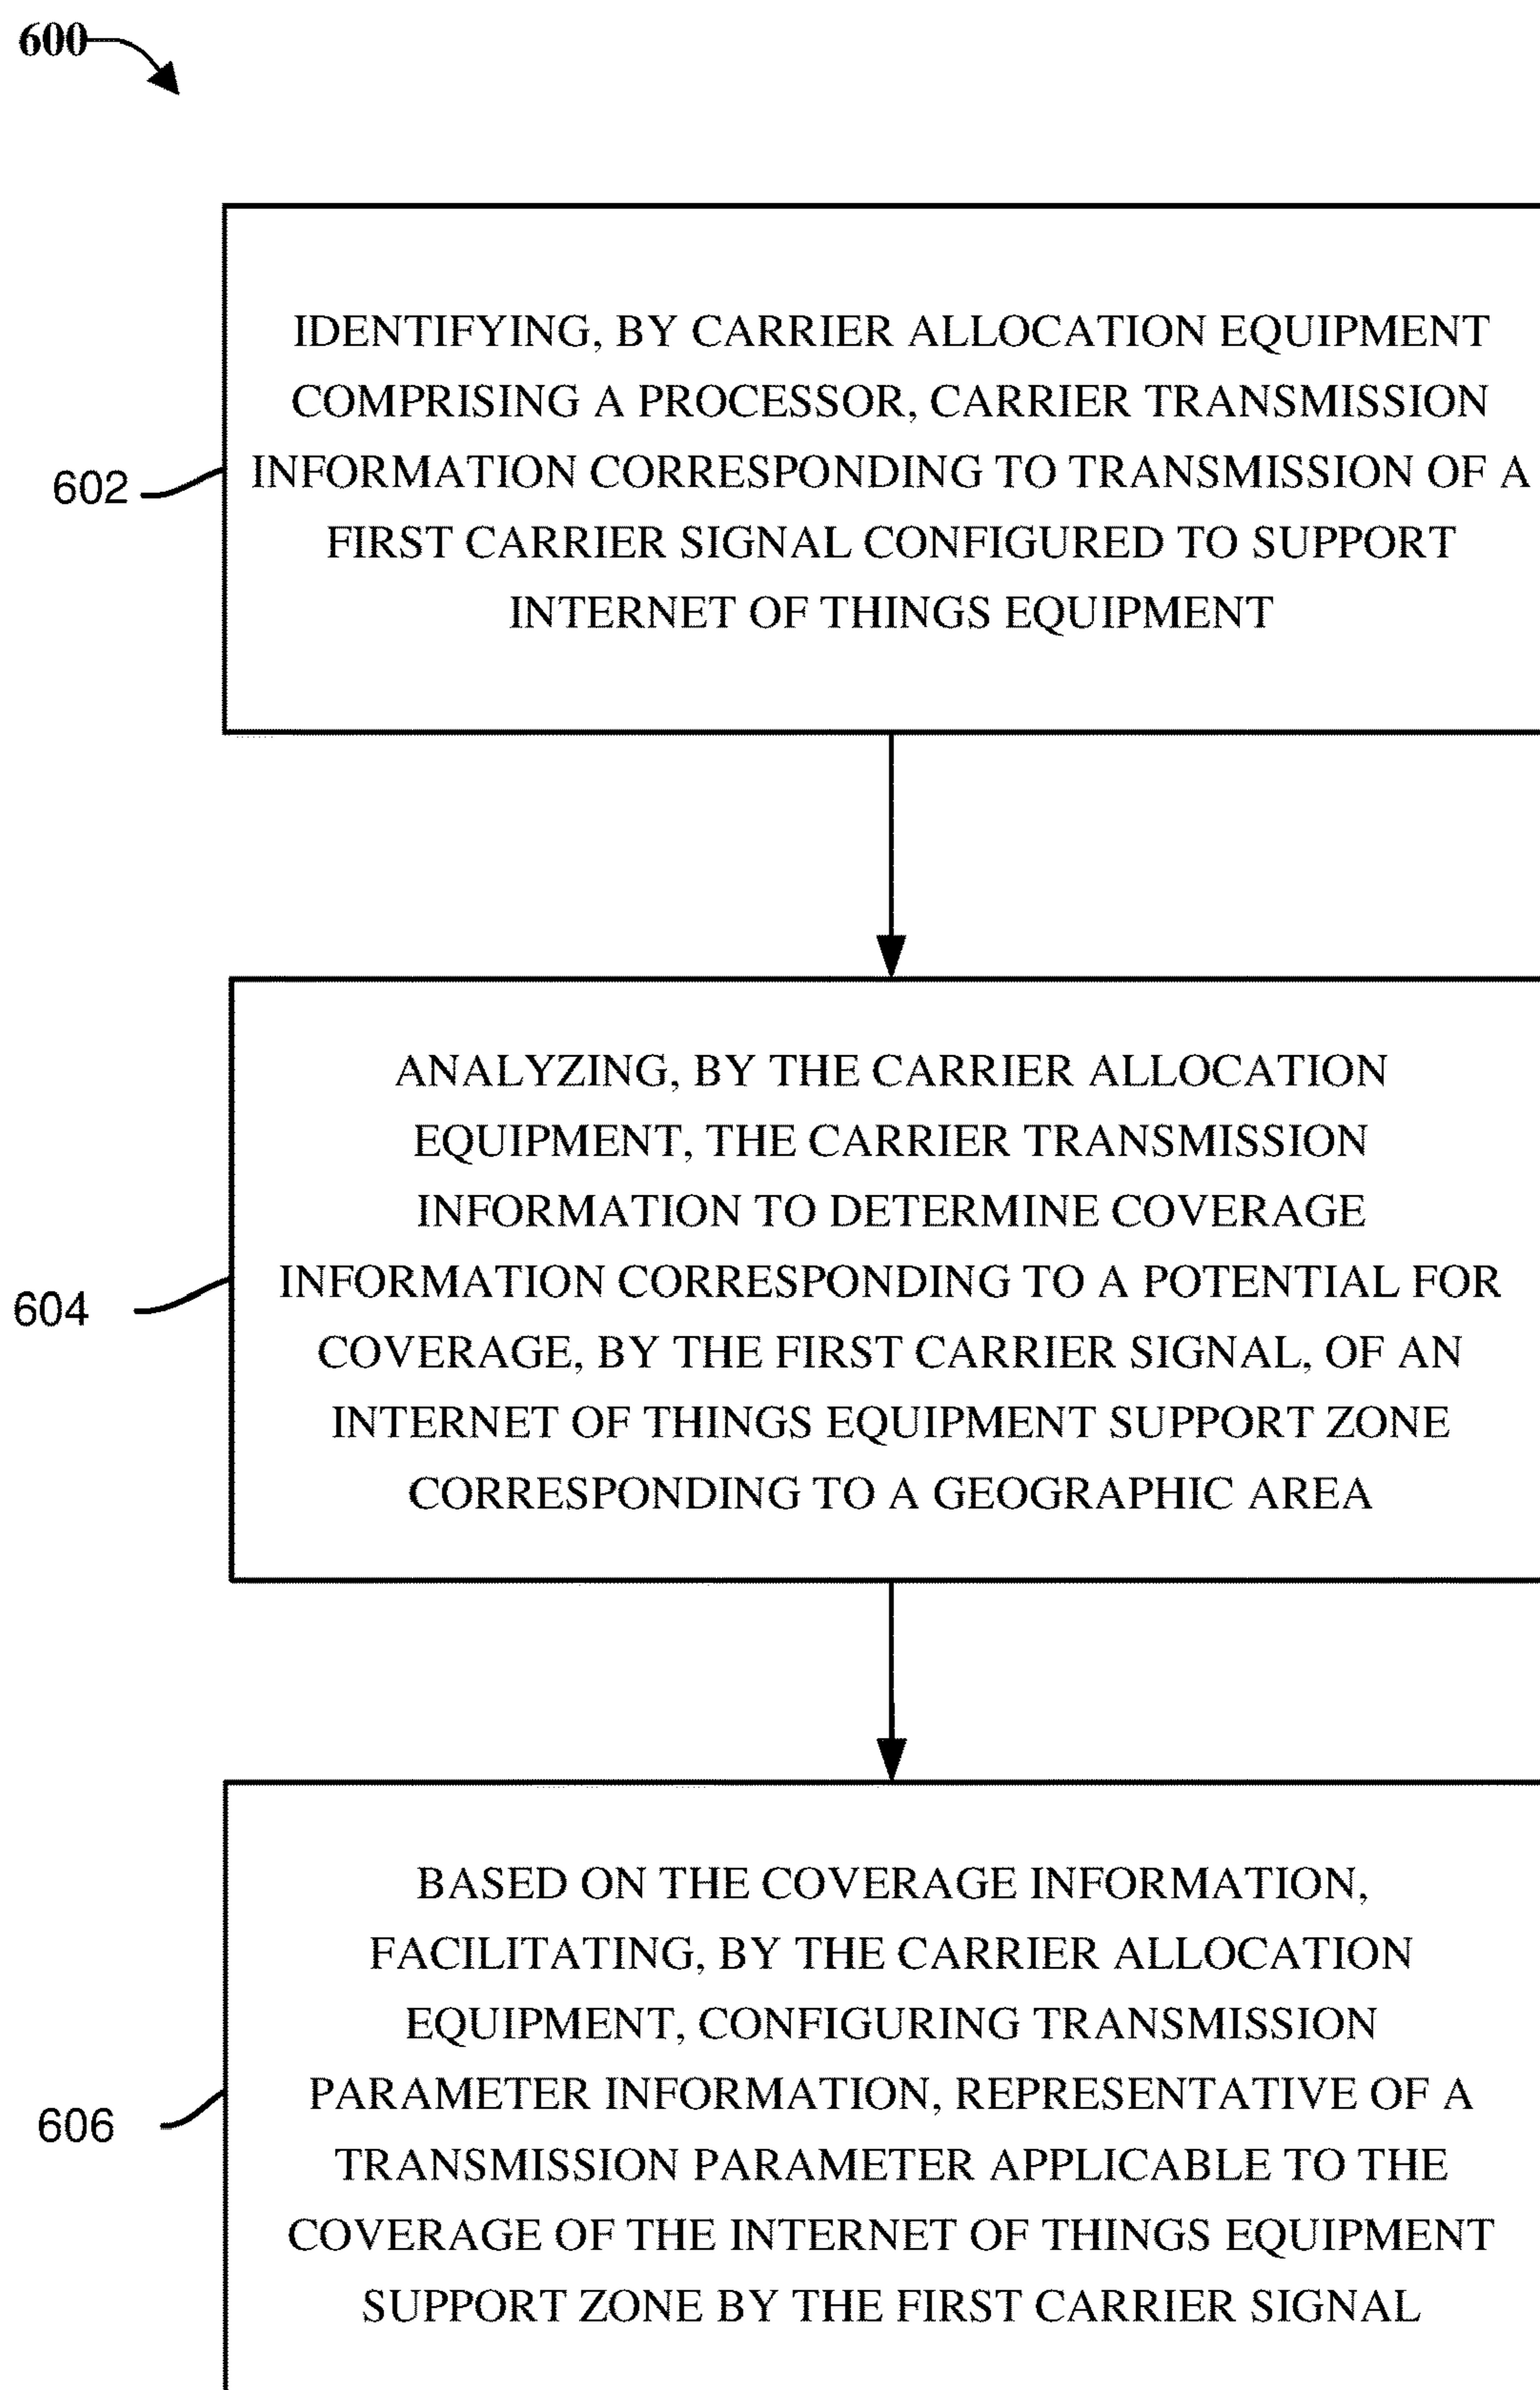 600
IDENTIFYING, BY CARRIER ALLOCATION EQUIPMENT
COMPRISING A PROCESSOR, CARRIER TRANSMISSION
INFORMATION CORRESPONDING TO TRANSMISSION OF A
FIRST CARRIER SIGNAL CONFIGURED TO SUPPORT
INTERNET OF THINGS EQUIPMENT
602
ANALYZING, BY THE CARRIER ALLOCATION
EQUIPMENT, THE CARRIER TRANSMISSION
INFORMATION TO DETERMINE COVERAGE
INFORMATION CORRESPONDING TO A POTENTIAL FOR
COVERAGE, BY THE FIRST CARRIER SIGNAL, OF AN
INTERNET OF THINGS EQUIPMENT SUPPORT ZONE
CORRESPONDING TO A GEOGRAPHIC AREA
604
BASED ON THE COVERAGE INFORMATION,
FACILITATING, BY THE CARRIER ALLOCATION
EQUIPMENT, CONFIGURING TRANSMISSION
PARAMETER INFORMATION, REPRESENTATIVE OF A
TRANSMISSION PARAMETER APPLICABLE TO THE
COVERAGE OF THE INTERNET OF THINGS EQUIPMENT
SUPPORT ZONE BY THE FIRST CARRIER SIGNAL
606